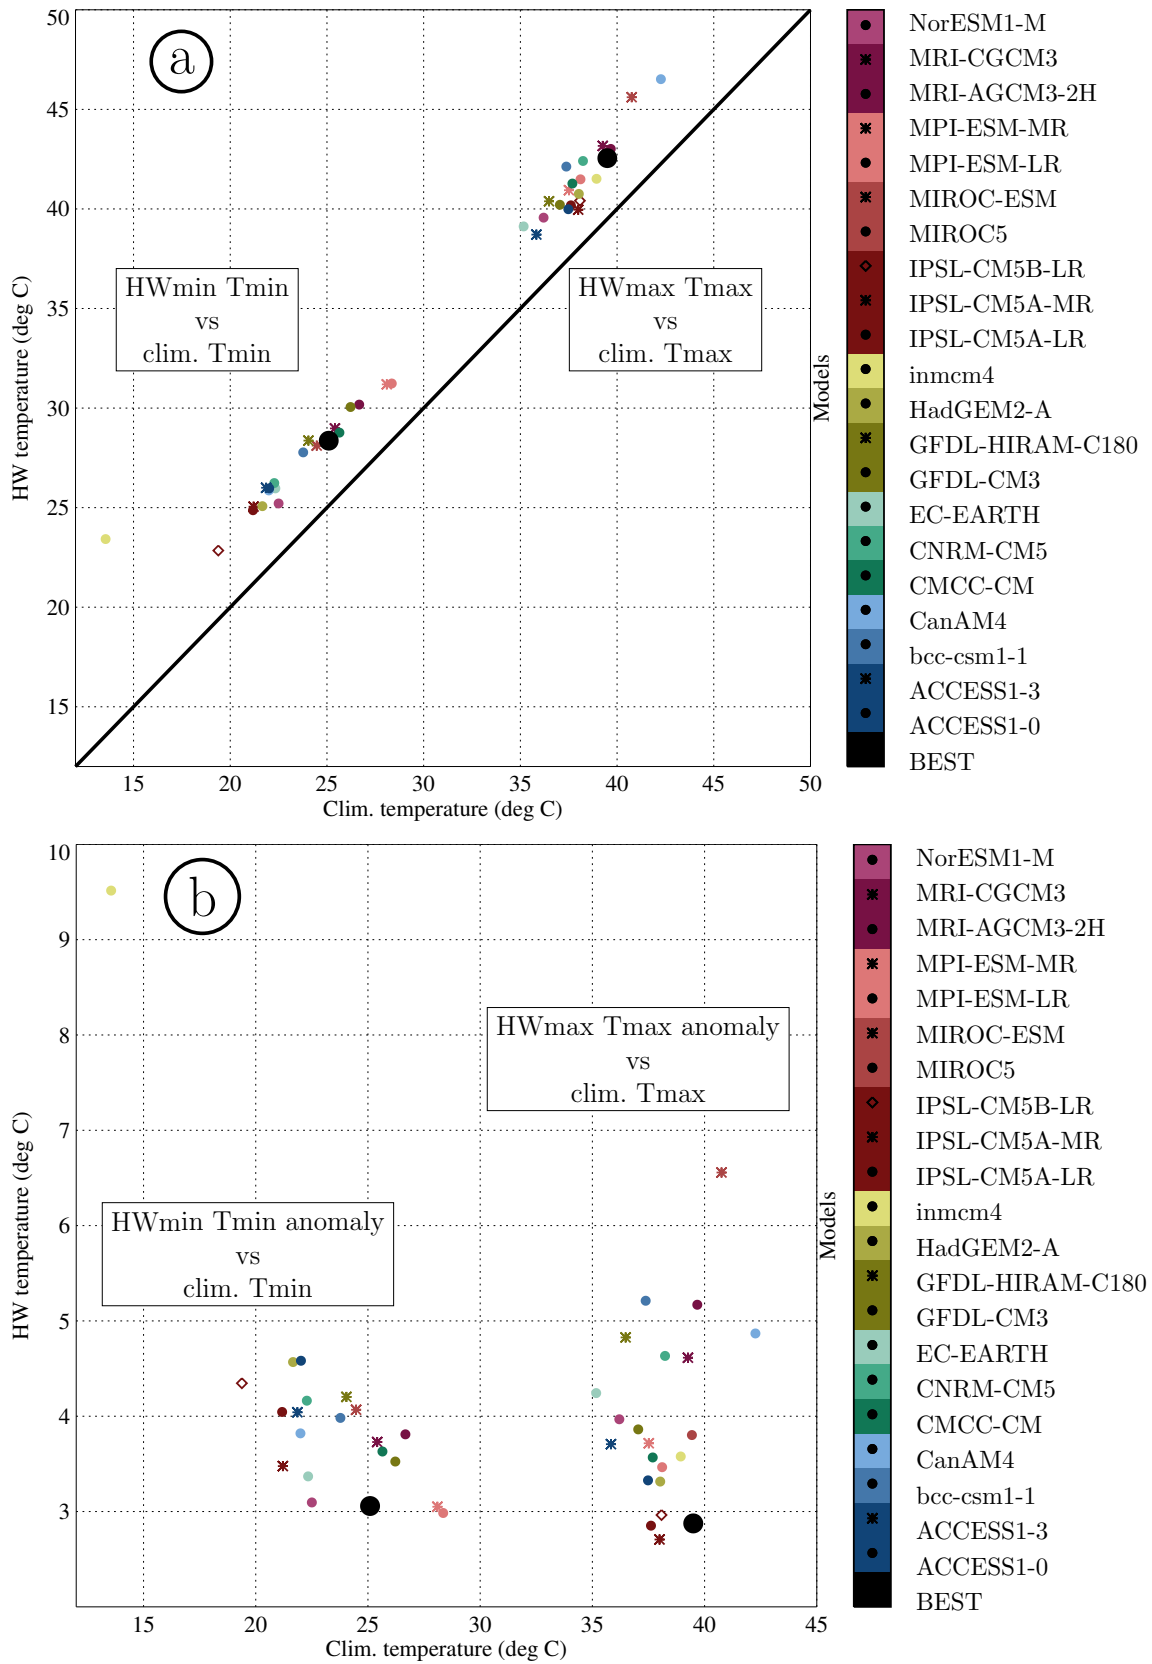 50
45
40
35
30
25
20
15
HW temperature (deg C)
a
HWmin Tmin
vs
clim. Tmin
HWmax Tmax
vs
clim. Tmax
15
20
25
30
35
40
45
50
Clim. temperature (deg C)
Models
NorESM1-M
MRI-CGCM3
MRI-AGCM3-2H
MPI-ESM-MR
MPI-ESM-LR
MIROC-ESM
MIROC5
IPSL-CM5B-LR
IPSL-CM5A-MR
IPSL-CM5A-LR
inmcm4
HadGEM2-A
GFDL-HIRAM-C180
GFDL-CM3
EC-EARTH
CNRM-CM5
CMCC-CM
CanAM4
bcc-csm1-1
ACCESS1-3
ACCESS1-0
BEST
10
9
8
7
6
5
4
3
HW temperature (deg C)
b
HWmax Tmax anomaly
vs
clim. Tmax
HWmin Tmin anomaly
vs
clim. Tmin
15
20
25
30
35
40
45
Clim. temperature (deg C)
Models
NorESM1-M
MRI-CGCM3
MRI-AGCM3-2H
MPI-ESM-MR
MPI-ESM-LR
MIROC-ESM
MIROC5
IPSL-CM5B-LR
IPSL-CM5A-MR
IPSL-CM5A-LR
inmcm4
HadGEM2-A
GFDL-HIRAM-C180
GFDL-CM3
EC-EARTH
CNRM-CM5
CMCC-CM
CanAM4
bcc-csm1-1
ACCESS1-3
ACCESS1-0
BEST